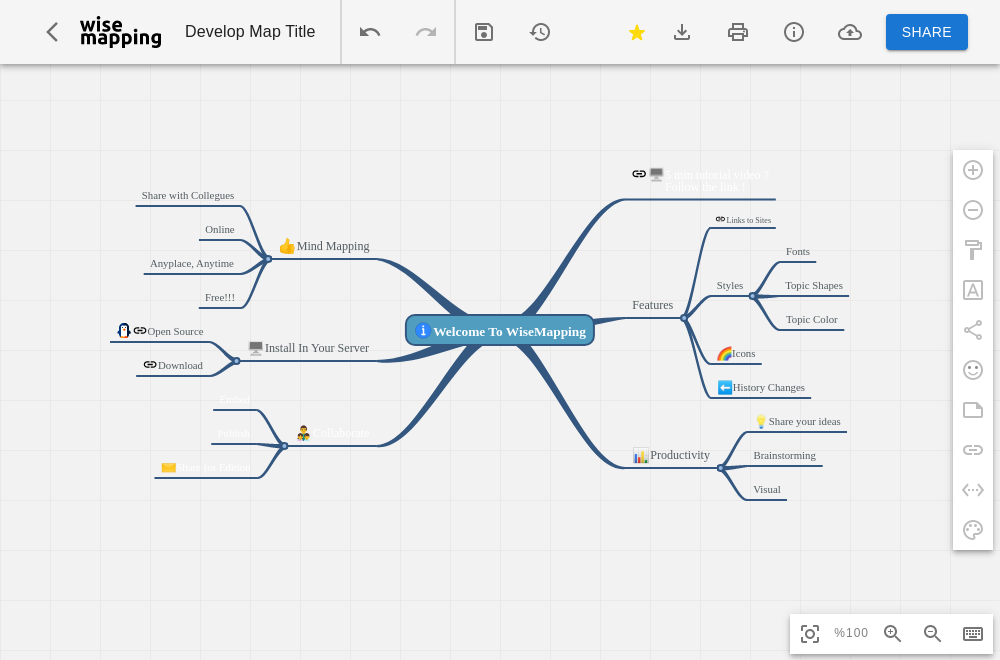 wise
mapping
Develop Map Title
SHARE
5 min tutorial video ?
Follow the link !
Share with Collegues
Links to Sites
Online
Mind Mapping
Fonts
Anyplace, Anytime
Styles
Topic Shapes
Free!!!
Features
Topic Color
Open Source
Welcome To WiseMapping
Install In Your Server
Icons
Download
History Changes
Embed
Share your ideas
Publish
Collaborate
Productivity
Brainstorming
Share for Edition
Visual
%100